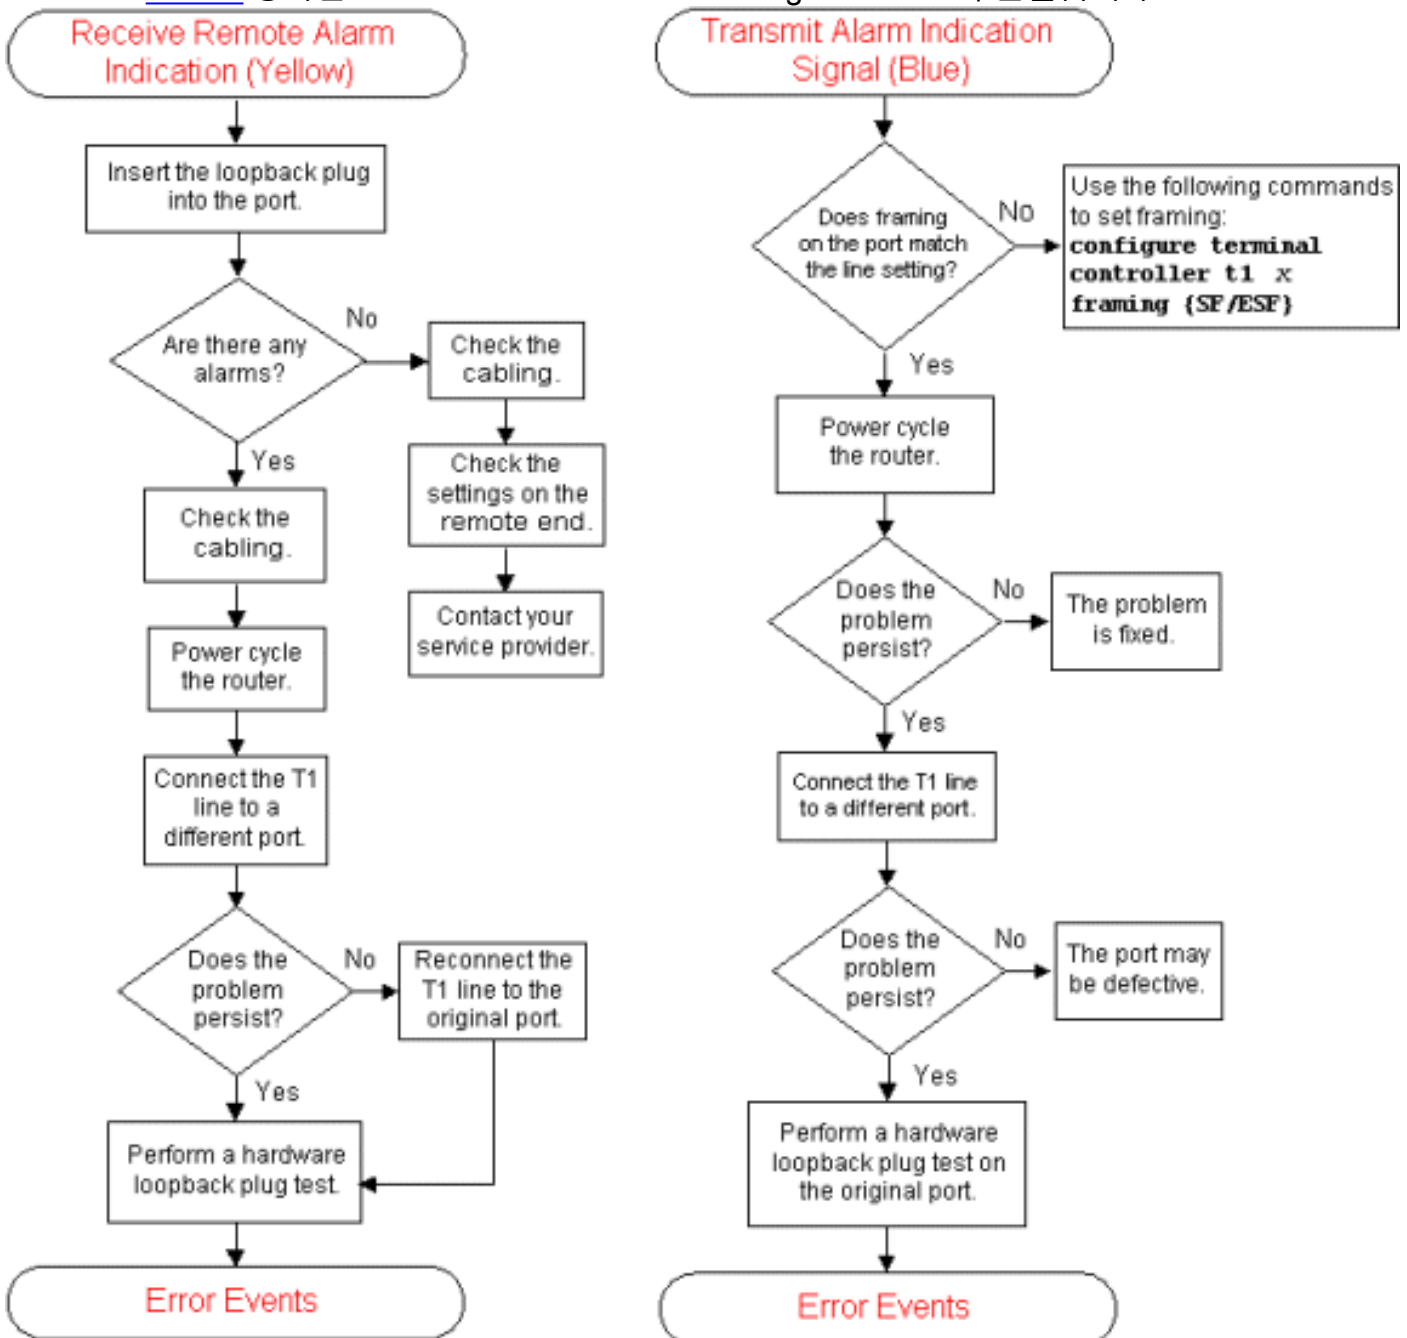 Receive Remote Alarm
Indication (Yellow)
Insert the loopback plug
into the port.
Are there any
alarms?
No
Check the
cabling.
Check the
settings on the
remote end.
Contact your
service provider.
Yes
Check the
cabling.
Power cycle
the router.
Connect the T1
line to a
different port.
Does the
problem
persist?
No
Reconnect the
T1 line to the
original port.
Yes
Perform a hardware
loopback plug test.
Error Events
Transmit Alarm Indication
Signal (Blue)
Does framing
on the port match
the line setting?
No
Use the following commands
to set framing:
configure terminal
controller t1 x
framing {SF/ESF}
Yes
Power cycle
the router.
Does the
problem
persist?
No
The problem
is fixed.
Yes
Connect the T1 line
to a different port.
Does the
problem
persist?
No
The port may
be defective.
Yes
Perform a hardware
loopback plug test on
the original port.
Error Events